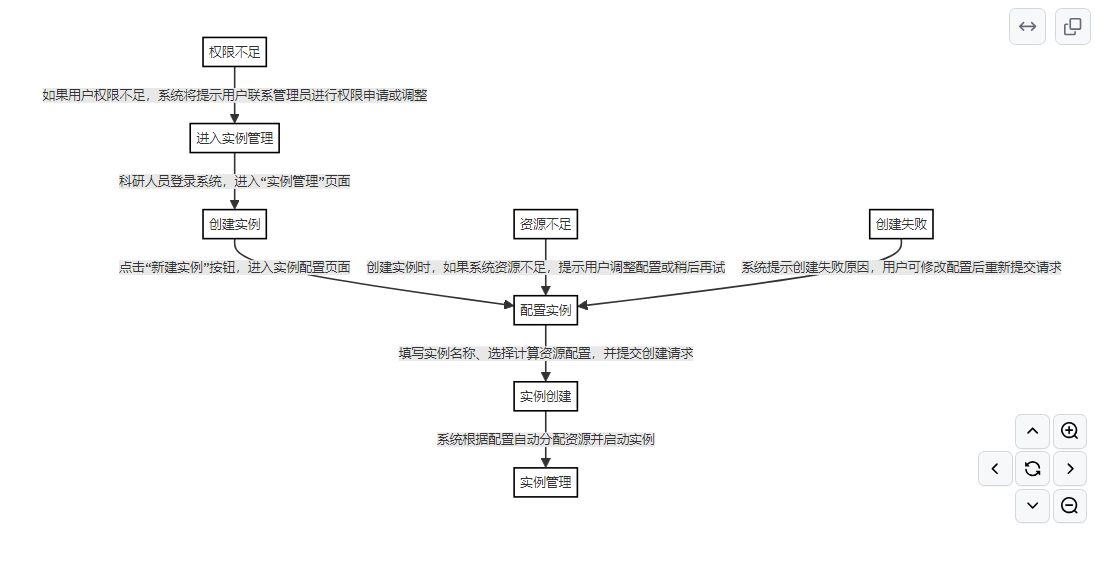 权限不足
如果用户权限不足，系统将提示用户联系管理员进行权限申请或调整
进入实例管理
科研人员登录系统，进入“实例管理”页面
创建实例
资源不足
创建失败
点击“新建实例”按钮，进入实例配置页面
创建实例时，如果系统资源不足，提示用户调整配置或稍后再试
系统提示创建失败原因，用户可修改配置后重新提交请求
配置实例
填写实例名称、选择计算资源配置，并提交创建请求
实例创建
系统根据配置自动分配资源并启动实例
实例管理